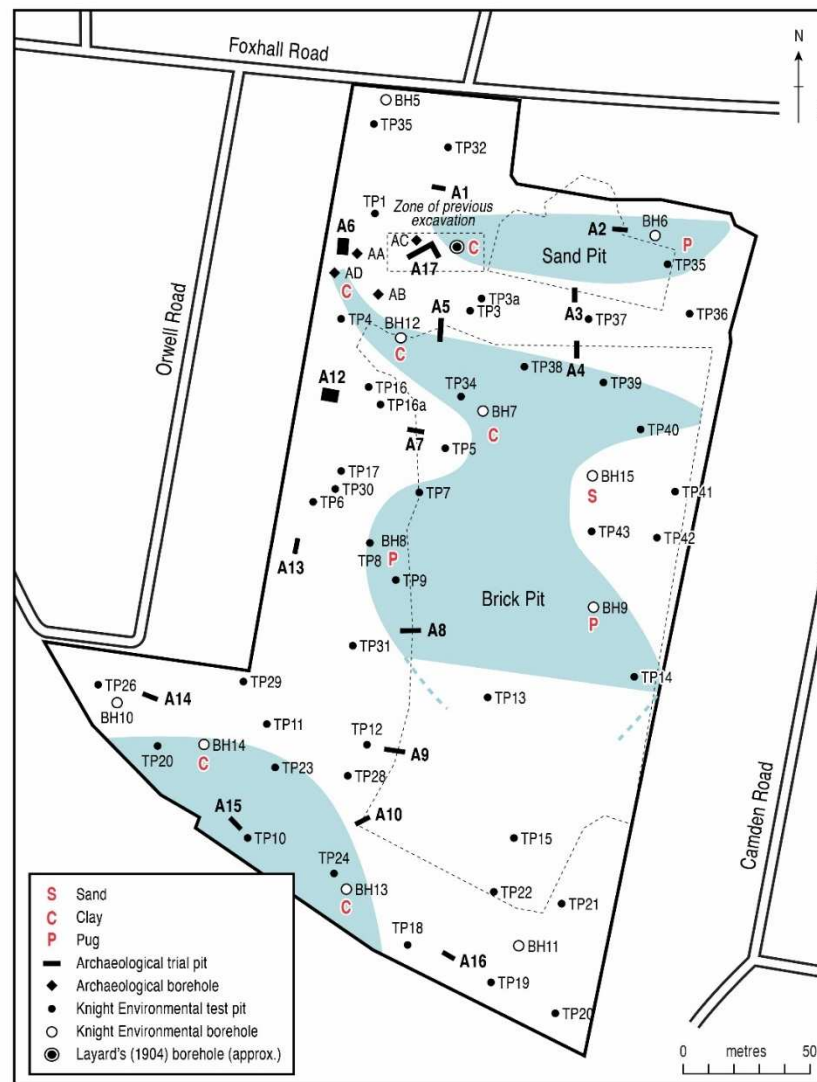 Foxhall Road
N
BH5
TP35
TP32
A1
TP1
Zone of previous
excavation
A6
AC
C
A2
BH6
P
AA
A17
Sand Pit
TP35
AD
C
AB
A5
TP3a
TP3
A3
TP37
TP36
Orwell Road
TP4
BH12
C
A4
TP38
TP39
A12
TP16
TP16a
TP34
BH7
C
A7
TP5
TP40
TP17
TP30
TP6
TP7
BH15
S
TP41
A13
BH8
TP8
P
TP43
TP42
TP9
Brick Pit
BH9
P
A8
TP31
TP14
TP26
BH10
A14
TP29
TP13
TP11
TP12
A9
TP20
BH14
C
TP23
TP28
Camden Road
A15
TP10
A10
TP15
TP24
BH13
C
TP22
TP21
TP18
A16
BH11
TP19
TP20
S Sand
C Clay
P Pug
Archaeological trial pit
Archaeological borehole
Knight Environmental test pit
Knight Environmental borehole
Layard's (1904) borehole (approx.)
0 metres 50